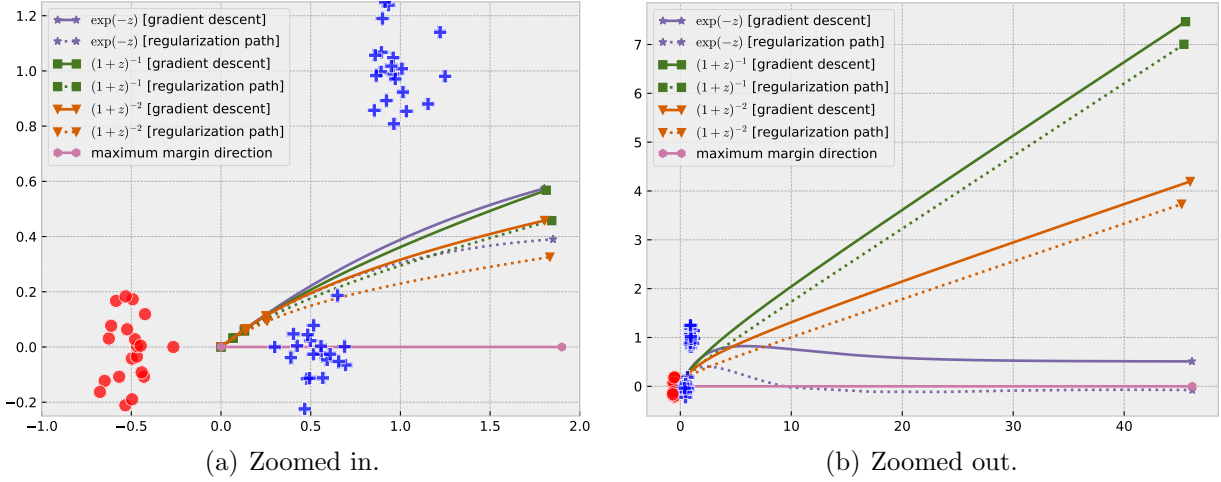 exp(−z) [gradient descent]
exp(−z) [regularization path]
(1+z)⁻¹ [gradient descent]
(1+z)⁻¹ [regularization path]
(1+z)⁻² [gradient descent]
(1+z)⁻² [regularization path]
maximum margin direction
1.2
1.0
0.8
0.6
0.4
0.2
0.0
−0.2
−1.0 −0.5 0.0 0.5 1.0 1.5 2.0
(a) Zoomed in.
exp(−z) [gradient descent]
exp(−z) [regularization path]
(1+z)⁻¹ [gradient descent]
(1+z)⁻¹ [regularization path]
(1+z)⁻² [gradient descent]
(1+z)⁻² [regularization path]
maximum margin direction
7
6
5
4
3
2
1
0
0 10 20 30 40
(b) Zoomed out.